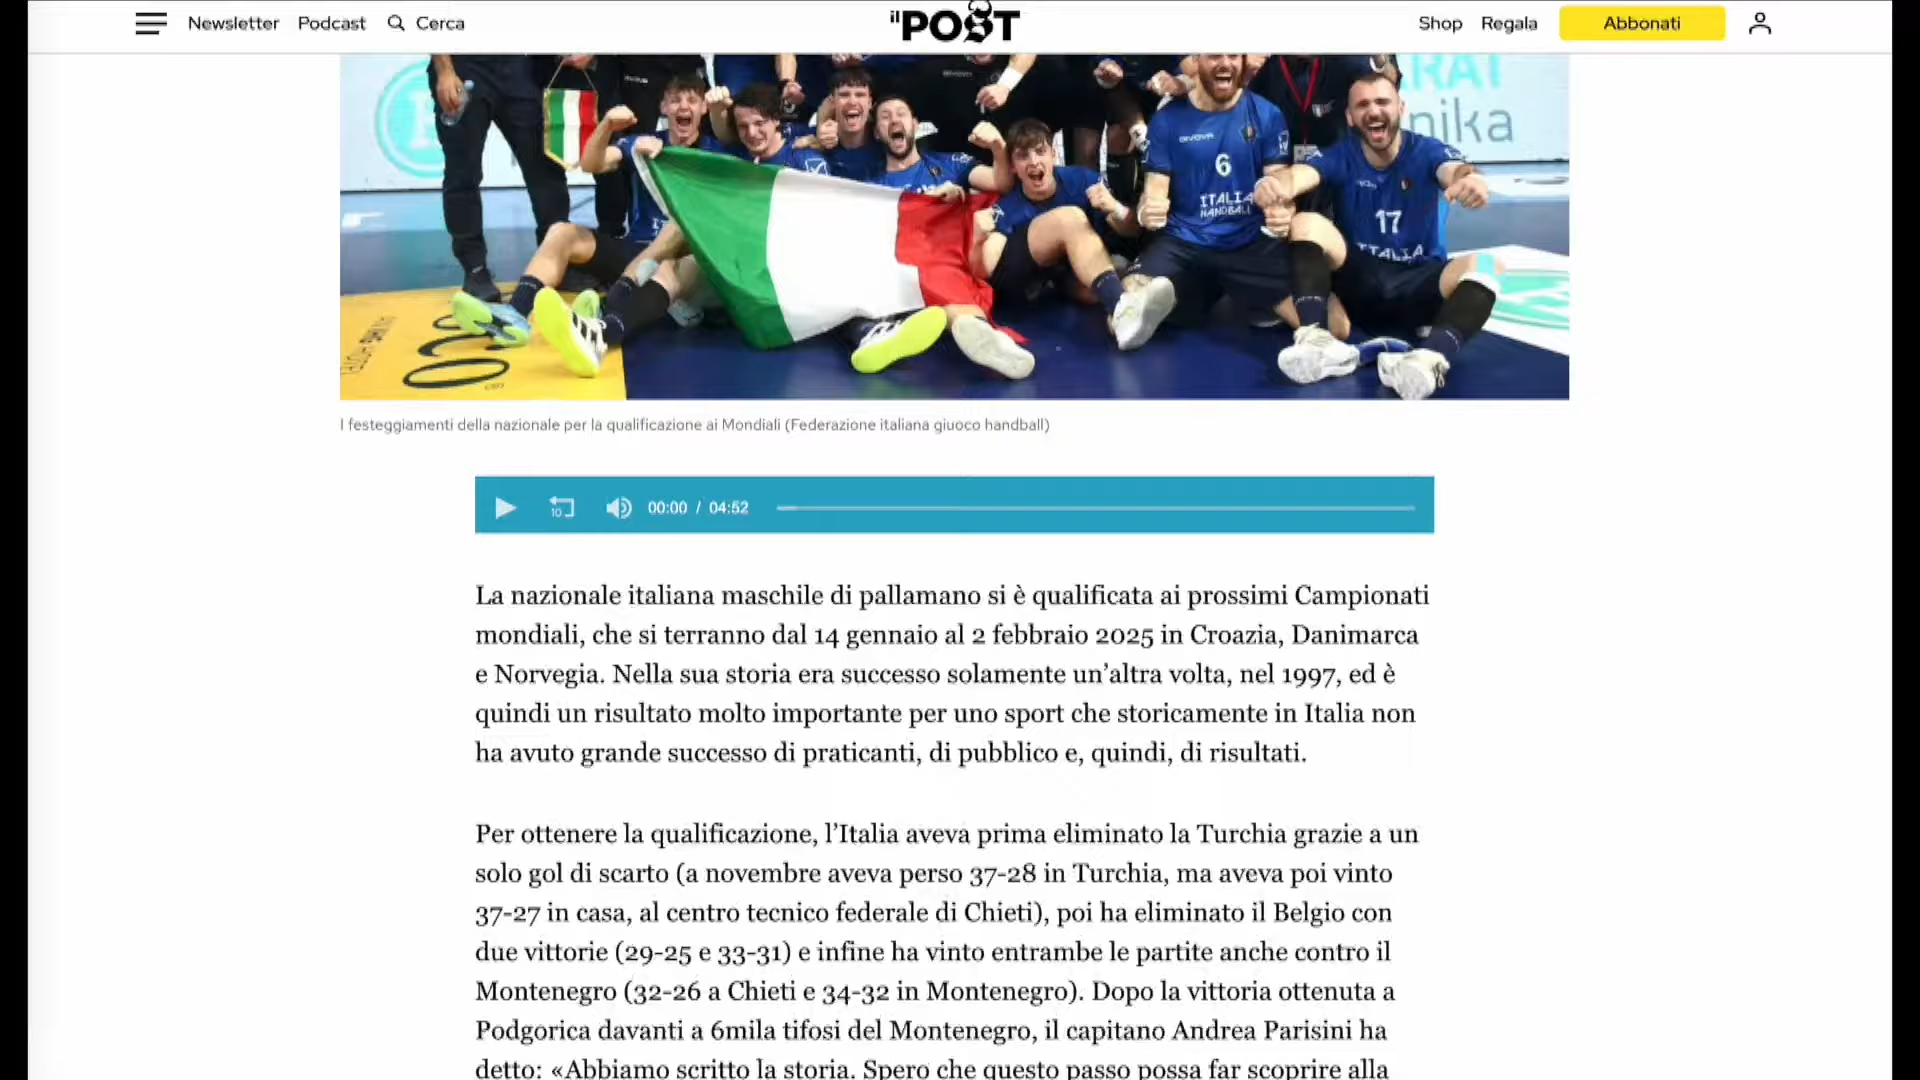 Newsletter Podcast Cerca
il POST
Shop Regala Abbonati
RAT
nika
GIVOVA
6
ITALIA
HANDBALL
17
ITALIA
I festeggiamenti della nazionale per la qualificazione ai Mondiali (Federazione italiana giuoco handball)
10 00:00 / 04:52
La nazionale italiana maschile di pallamano si è qualificata ai prossimi Campionati
mondiali, che si terranno dal 14 gennaio al 2 febbraio 2025 in Croazia, Danimarca
e Norvegia. Nella sua storia era successo solamente un’altra volta, nel 1997, ed è
quindi un risultato molto importante per uno sport che storicamente in Italia non
ha avuto grande successo di praticanti, di pubblico e, quindi, di risultati.
Per ottenere la qualificazione, l’Italia aveva prima eliminato la Turchia grazie a un
solo gol di scarto (a novembre aveva perso 37-28 in Turchia, ma aveva poi vinto
37-27 in casa, al centro tecnico federale di Chieti), poi ha eliminato il Belgio con
due vittorie (29-25 e 33-31) e infine ha vinto entrambe le partite anche contro il
Montenegro (32-26 a Chieti e 34-32 in Montenegro). Dopo la vittoria ottenuta a
Podgorica davanti a 6mila tifosi del Montenegro, il capitano Andrea Parisini ha
detto: «Abbiamo scritto la storia. Spero che questo passo possa far scoprire alla